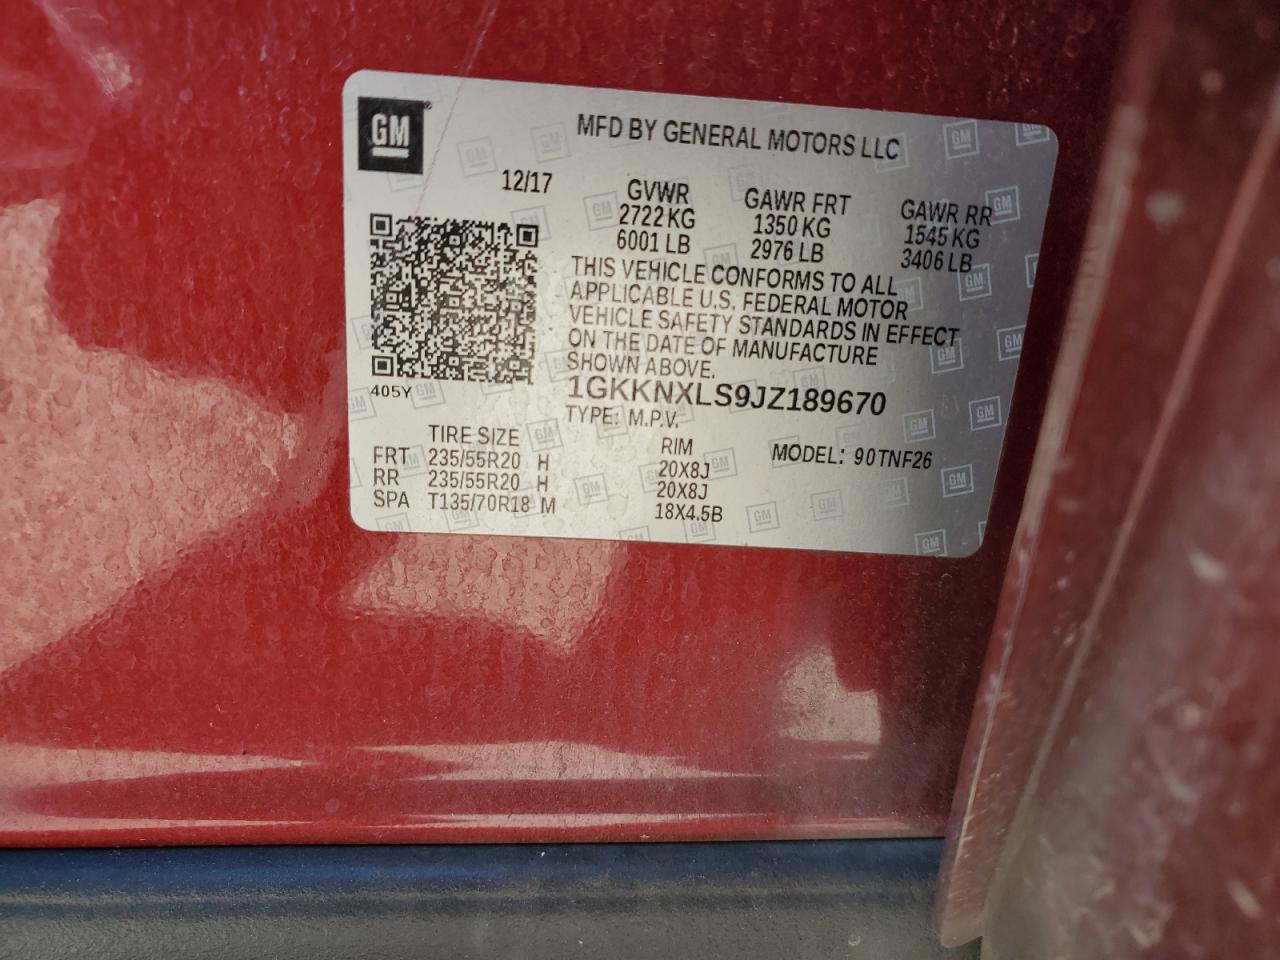 GM
MFD BY GENERAL MOTORS LLC
12/17
GVWR
2722 KG
6001 LB
GAWR FRT
1350 KG
2976 LB
GAWR RR
1545 KG
3406 LB
THIS VEHICLE CONFORMS TO ALL
APPLICABLE U.S. FEDERAL MOTOR
VEHICLE SAFETY STANDARDS IN EFFECT
ON THE DATE OF MANUFACTURE
SHOWN ABOVE.
1GKKNXLS9JZ189670
TYPE: M.P.V.
405Y
TIRE SIZE RIM MODEL: 90TNF26
FRT 235/55R20 H 20X8J
RR 235/55R20 H 20X8J
SPA T135/70R18 M 18X4.5B